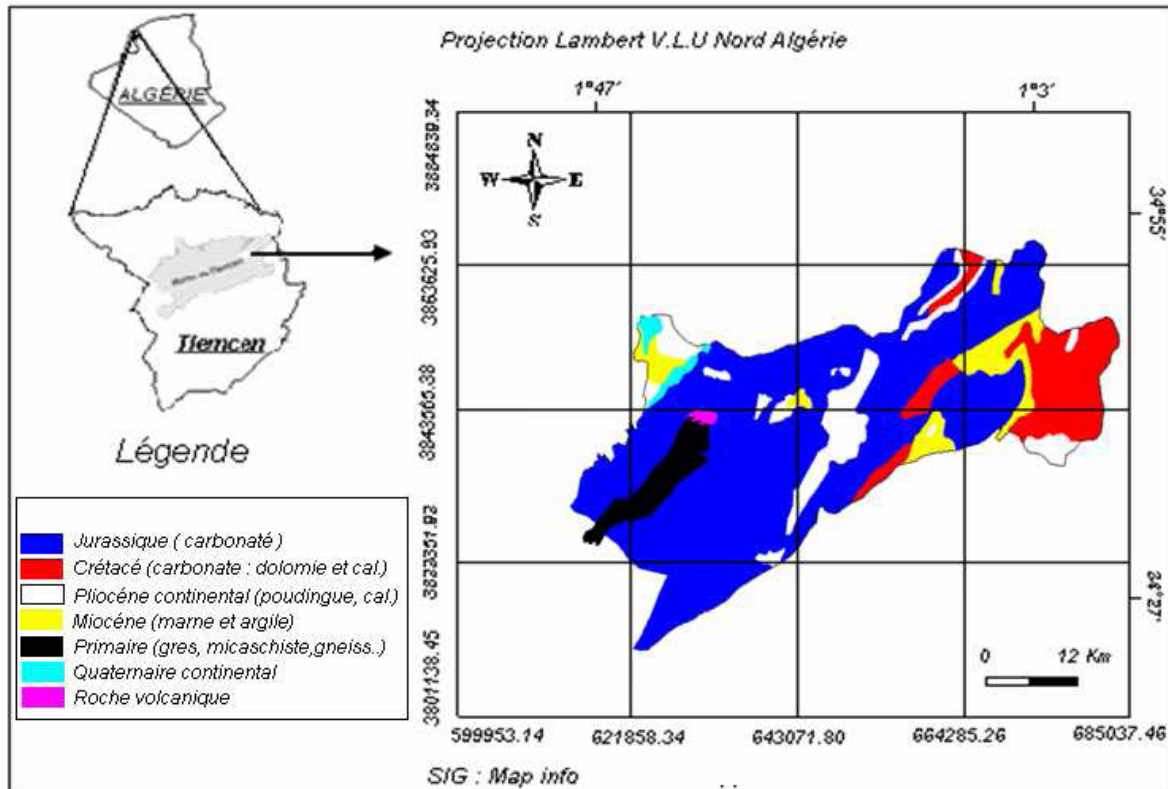 Projection Lambert V.L.U Nord Algérie
ALGÉRIE
Tlemcen
1°47′
1°3′
3884839.34
3863625.93
3843565.38
3822351.92
3801138.45
34°55′
34°27′
N
W E
S
0 12 Km
599953.14 621858.34 643071.80 664285.26 685037.46
SIG : Map info
Légende
Jurassique ( carbonaté )
Crétacé (carbonate : dolomie et cal.)
Pliocéne continental (poudingue, cal.)
Miocéne (marne et argile)
Primaire (gres, micaschiste,gneiss..)
Quaternaire continental
Roche volcanique